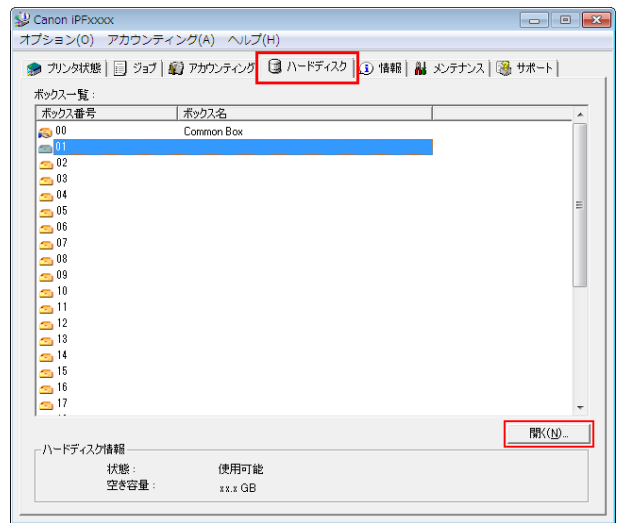 Canon iPFxxxx
オプション(O) アカウンティング(A) ヘルプ(H)
プリンタ状態 ジョブ アカウンティング ハードディスク 情報 メンテナンス サポート
ボックス一覧 :
ボックス番号 ボックス名
00 Common Box
01
02
03
04
05
06
07
08
09
10
11
12
13
14
15
16
17
開く(N)...
ハードディスク情報
状態 : 使用可能
空き容量 : xx.x GB